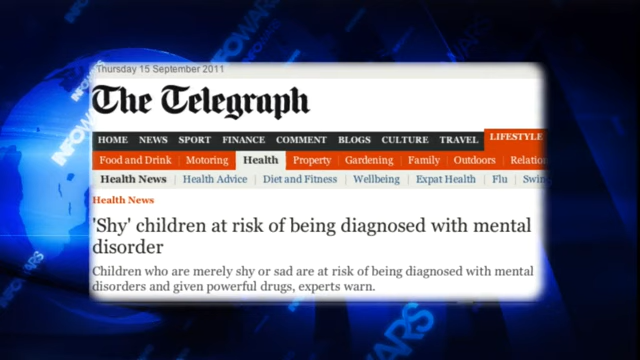 Thursday 15 September 2011
The Telegraph
HOME NEWS SPORT FINANCE COMMENT BLOGS CULTURE TRAVEL LIFESTYLE
Food and Drink Motoring Health Property Gardening Family Outdoors
Health News Health Advice Diet and Fitness Wellbeing Expat Health Flu
Health News
'Shy' children at risk of being diagnosed with mental
disorder
Children who are merely shy or sad are at risk of being diagnosed with mental
disorders and given powerful drugs, experts warn.
INFOWARS
INFOWARS
INFOWARS